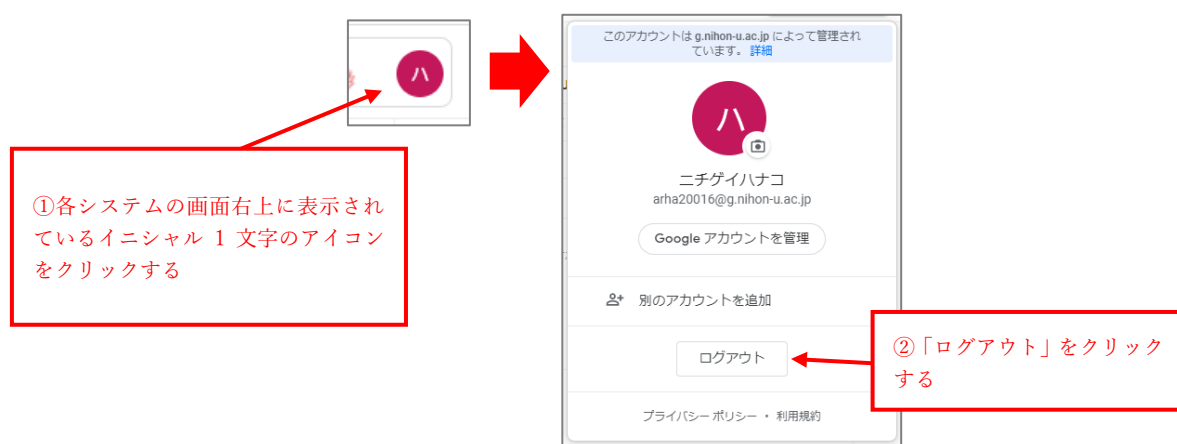 ハ
このアカウントは g.nihon-u.ac.jp によって管理され
ています。 詳細
ハ
ニチゲイハナコ
arha20016@g.nihon-u.ac.jp
Google アカウントを管理
別のアカウントを追加
ログアウト
プライバシー ポリシー ・ 利用規約
①各システムの画面右上に表示され
ているイニシャル 1 文字のアイコン
をクリックする
②「ログアウト」をクリック
する